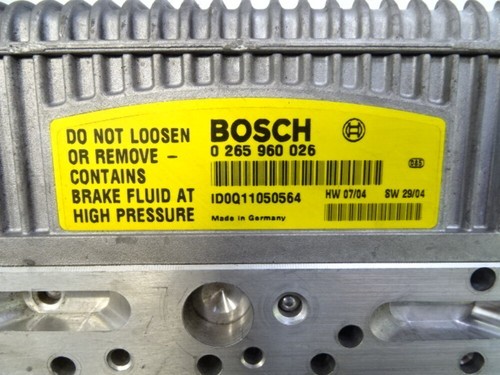 DO NOT LOOSEN
OR REMOVE –
CONTAINS
BRAKE FLUID AT
HIGH PRESSURE
BOSCH
0 265 960 026
ID0Q11050564
HW 07/04
SW 29/04
Made in Germany